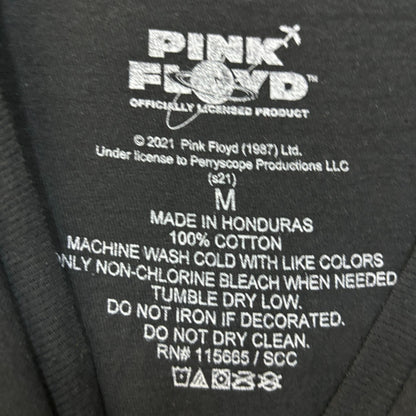 PINK
FLOYD™
OFFICIALLY LICENSED PRODUCT
© 2021 Pink Floyd (1987) Ltd.
Under license to Perryscope Productions LLC
(s21)
M
MADE IN HONDURAS
100% COTTON
MACHINE WASH COLD WITH LIKE COLORS
ONLY NON-CHLORINE BLEACH WHEN NEEDED
TUMBLE DRY LOW.
DO NOT IRON IF DECORATED.
DO NOT DRY CLEAN.
RN# 115665 / SCC